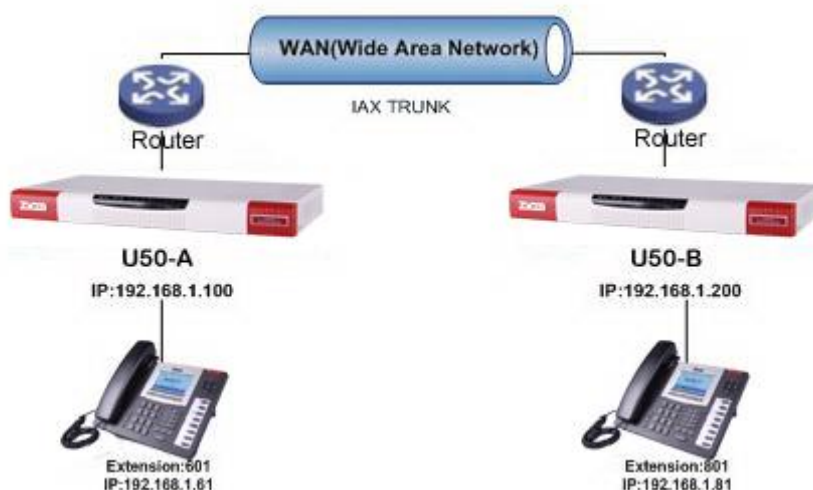 WAN(Wide Area Network)
IAX TRUNK
Router
Router
U50-A
U50-B
IP:192.168.1.100
IP:192.168.1.200
Extension:601
IP:192.168.1.61
Extension:801
IP:192.168.1.81